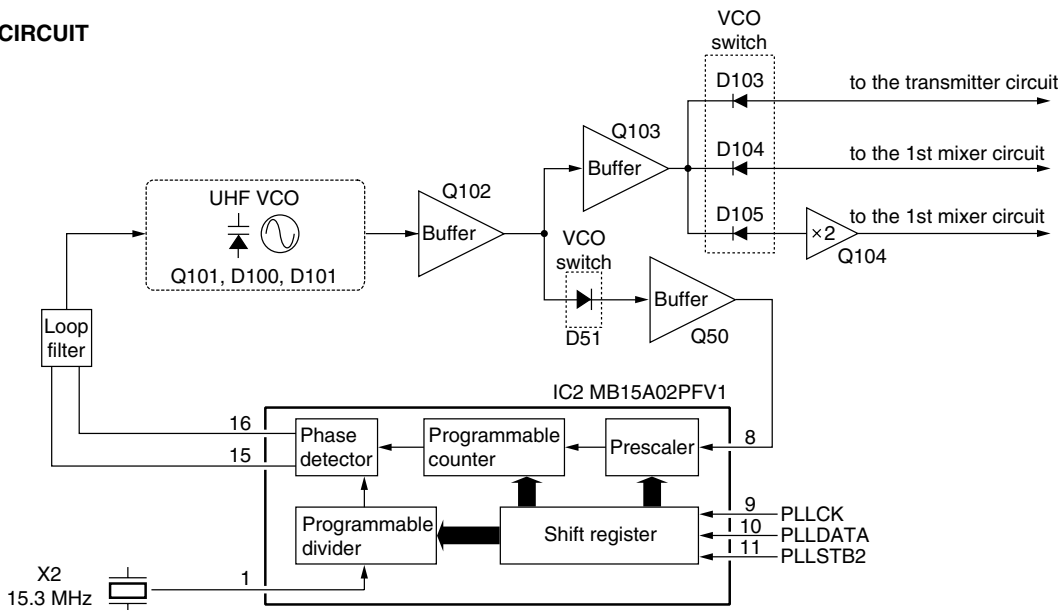 CIRCUIT
VCO
switch
D103
to the transmitter circuit
Q103
Buffer
D104
to the 1st mixer circuit
D105
to the 1st mixer circuit
×2
Q104
UHF VCO
Q101, D100, D101
Q102
Buffer
VCO
switch
D51
Buffer
Q50
Loop
filter
IC2 MB15A02PFV1
16
15
Phase
detector
Programmable
counter
Prescaler
8
Programmable
divider
Shift register
9
PLLCK
10
PLLDATA
11
PLLSTB2
1
X2
15.3 MHz